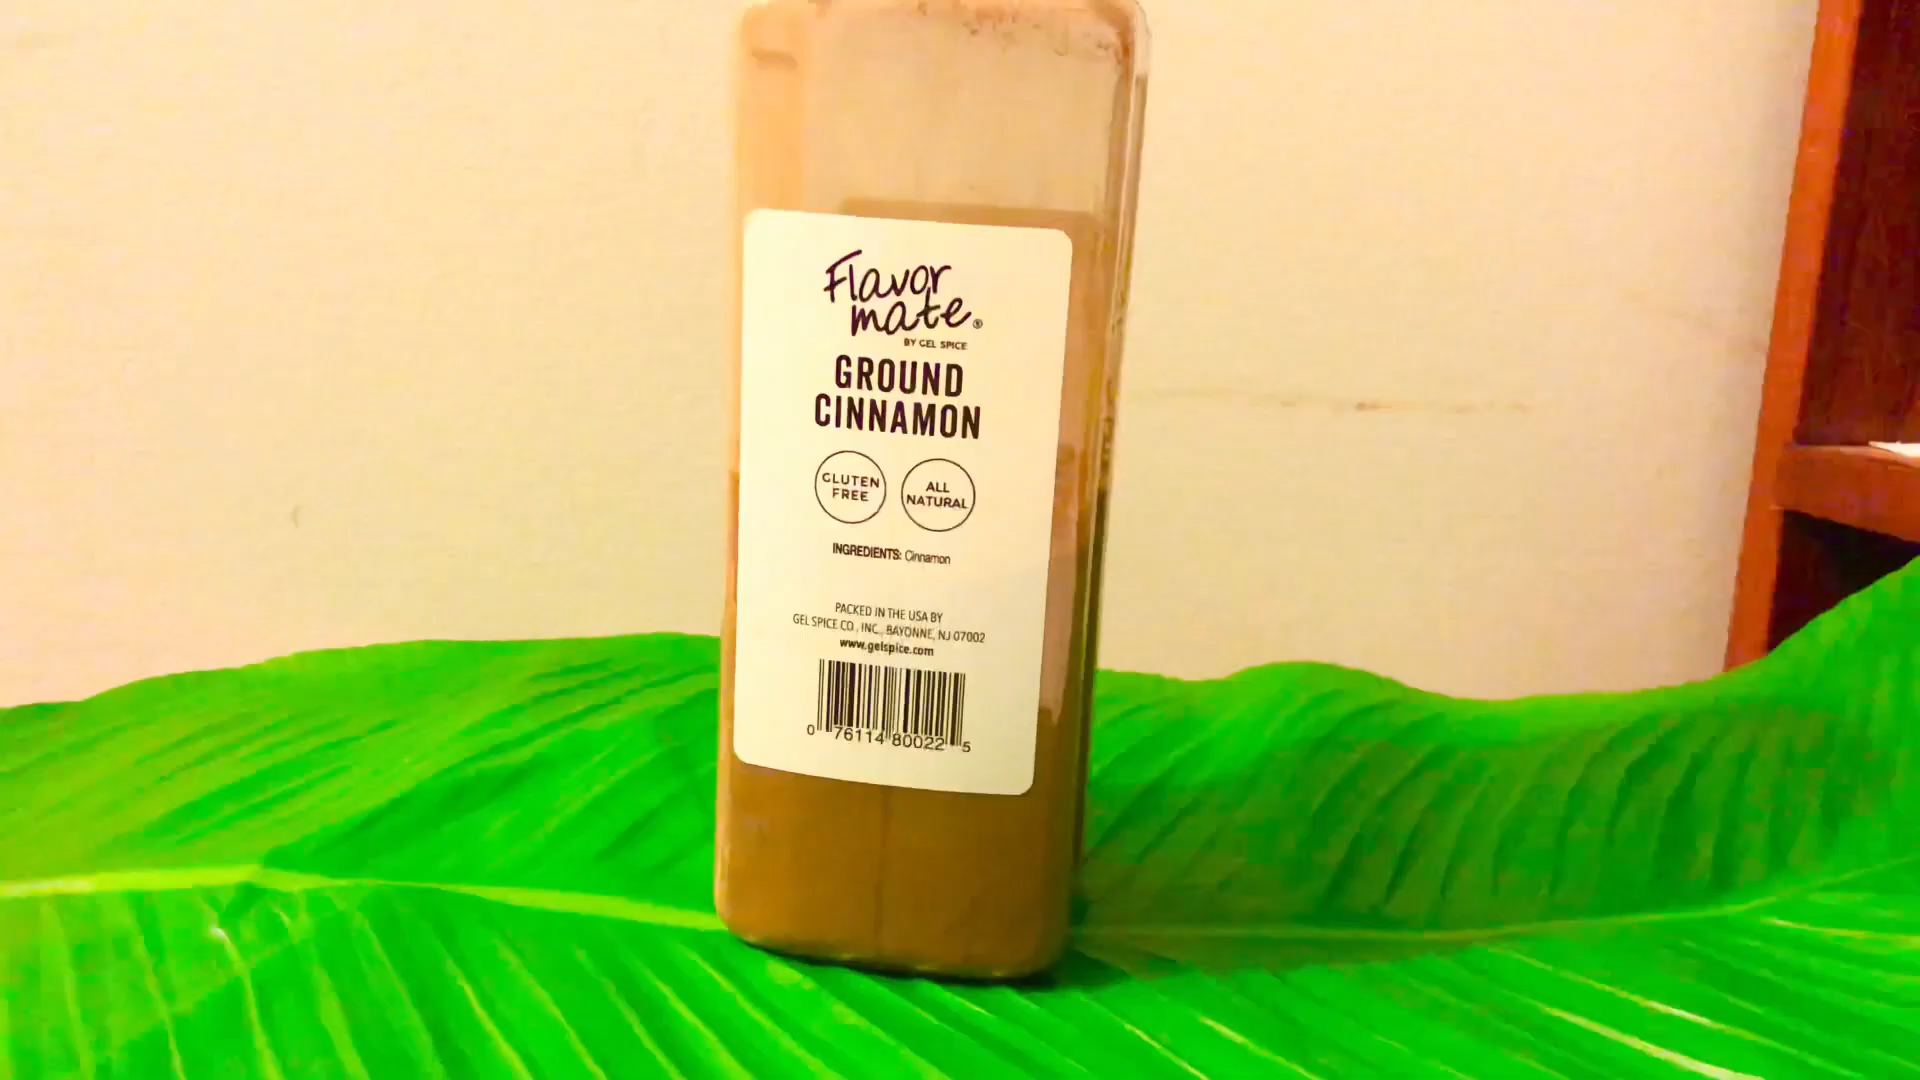 Flavor
mate®
BY GEL SPICE
GROUND
CINNAMON
GLUTEN
FREE
ALL
NATURAL
INGREDIENTS: Cinnamon
PACKED IN THE USA BY
GEL SPICE CO., INC., BAYONNE, NJ 07002
www.gelspice.com
0 76114 80022 5